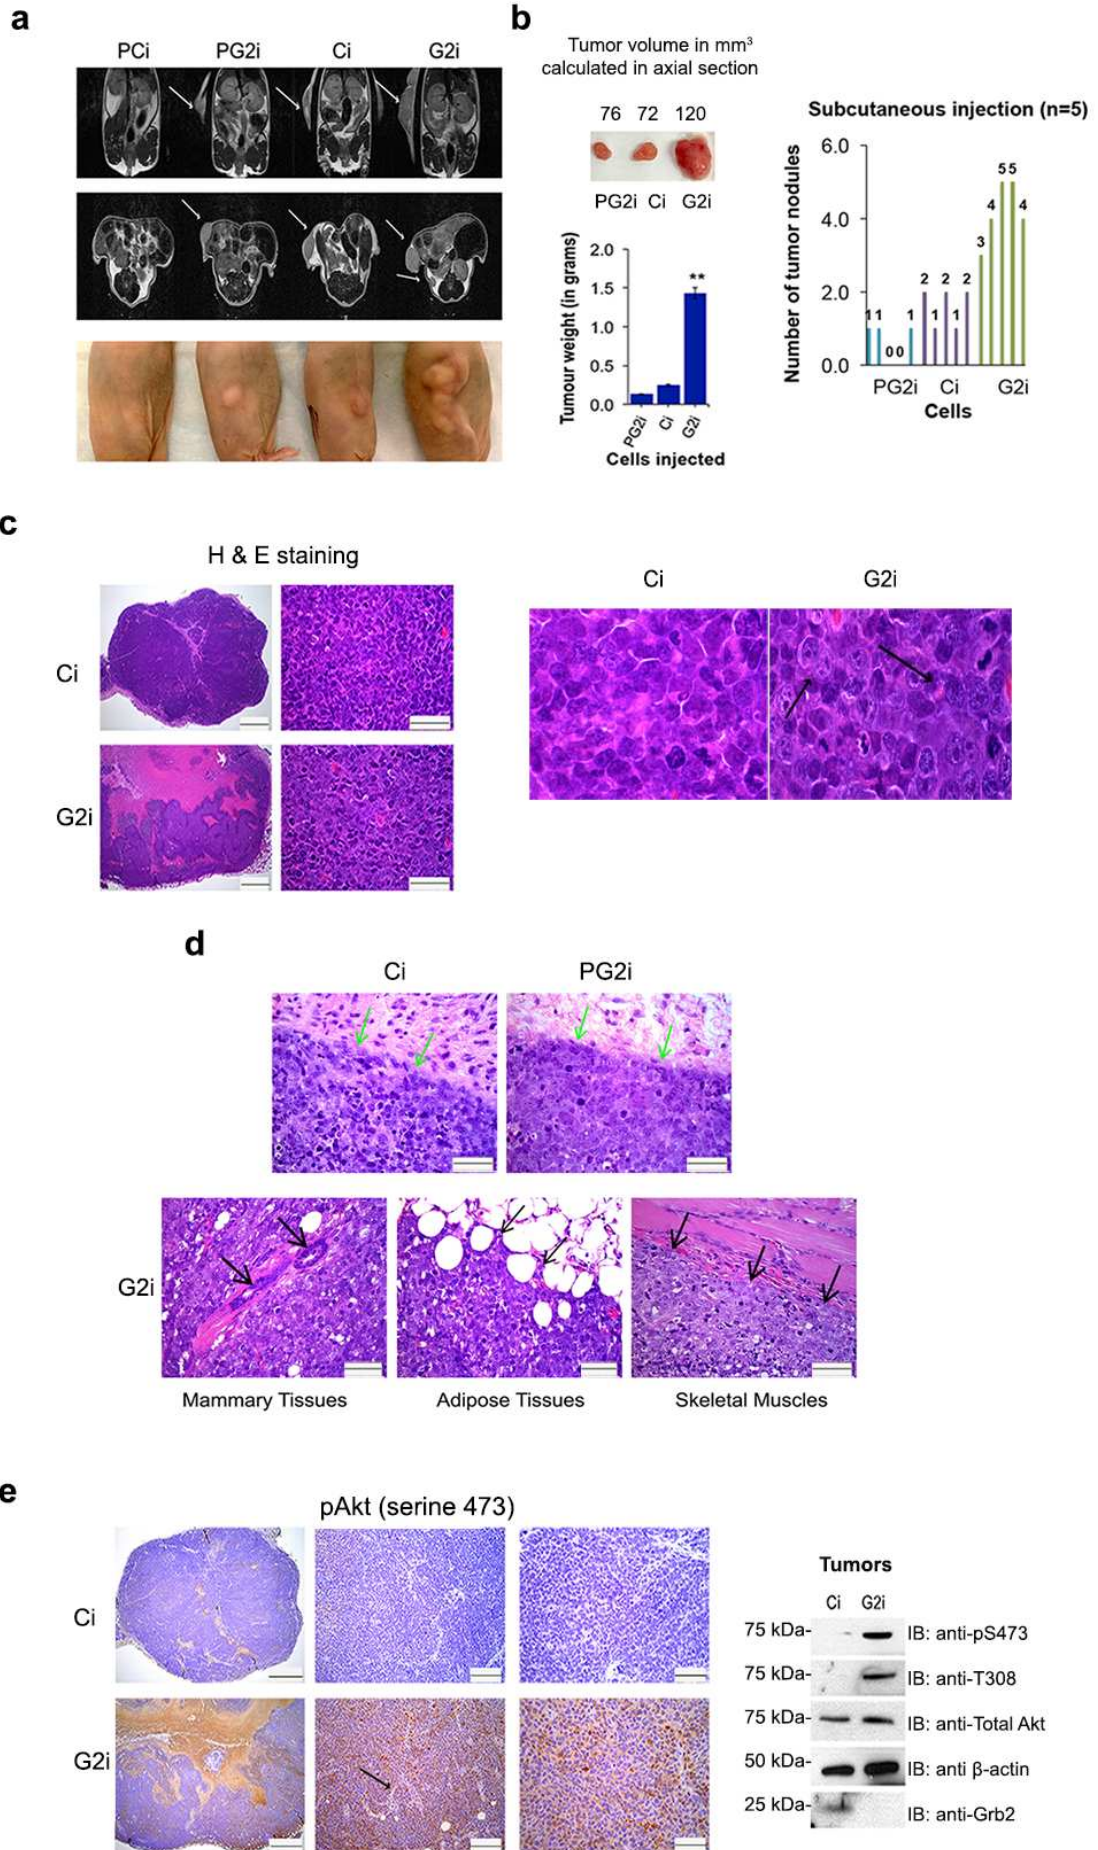 a
PCi PG2i Ci G2i
b
Tumor volume in mm³
calculated in axial section
76 72 120
PG2i Ci G2i
Tumour weight (in grams)
2.0
1.5
1.0
0.5
0.0
**
PG2i Ci G2i
Cells injected
Subcutaneous injection (n=5)
Number of tumor nodules
6.0
4.0
2.0
0.0
1 1 0 0 1 2 1 2 1 2 3 4 5 5 4
PG2i Ci G2i
Cells
c
H & E staining
Ci
G2i
Ci G2i
d
Ci PG2i
G2i
Mammary Tissues Adipose Tissues Skeletal Muscles
e
pAkt (serine 473)
Ci
G2i
Tumors
Ci G2i
75 kDa- IB: anti-pS473
75 kDa- IB: anti-T308
75 kDa- IB: anti-Total Akt
50 kDa- IB: anti β-actin
25 kDa- IB: anti-Grb2